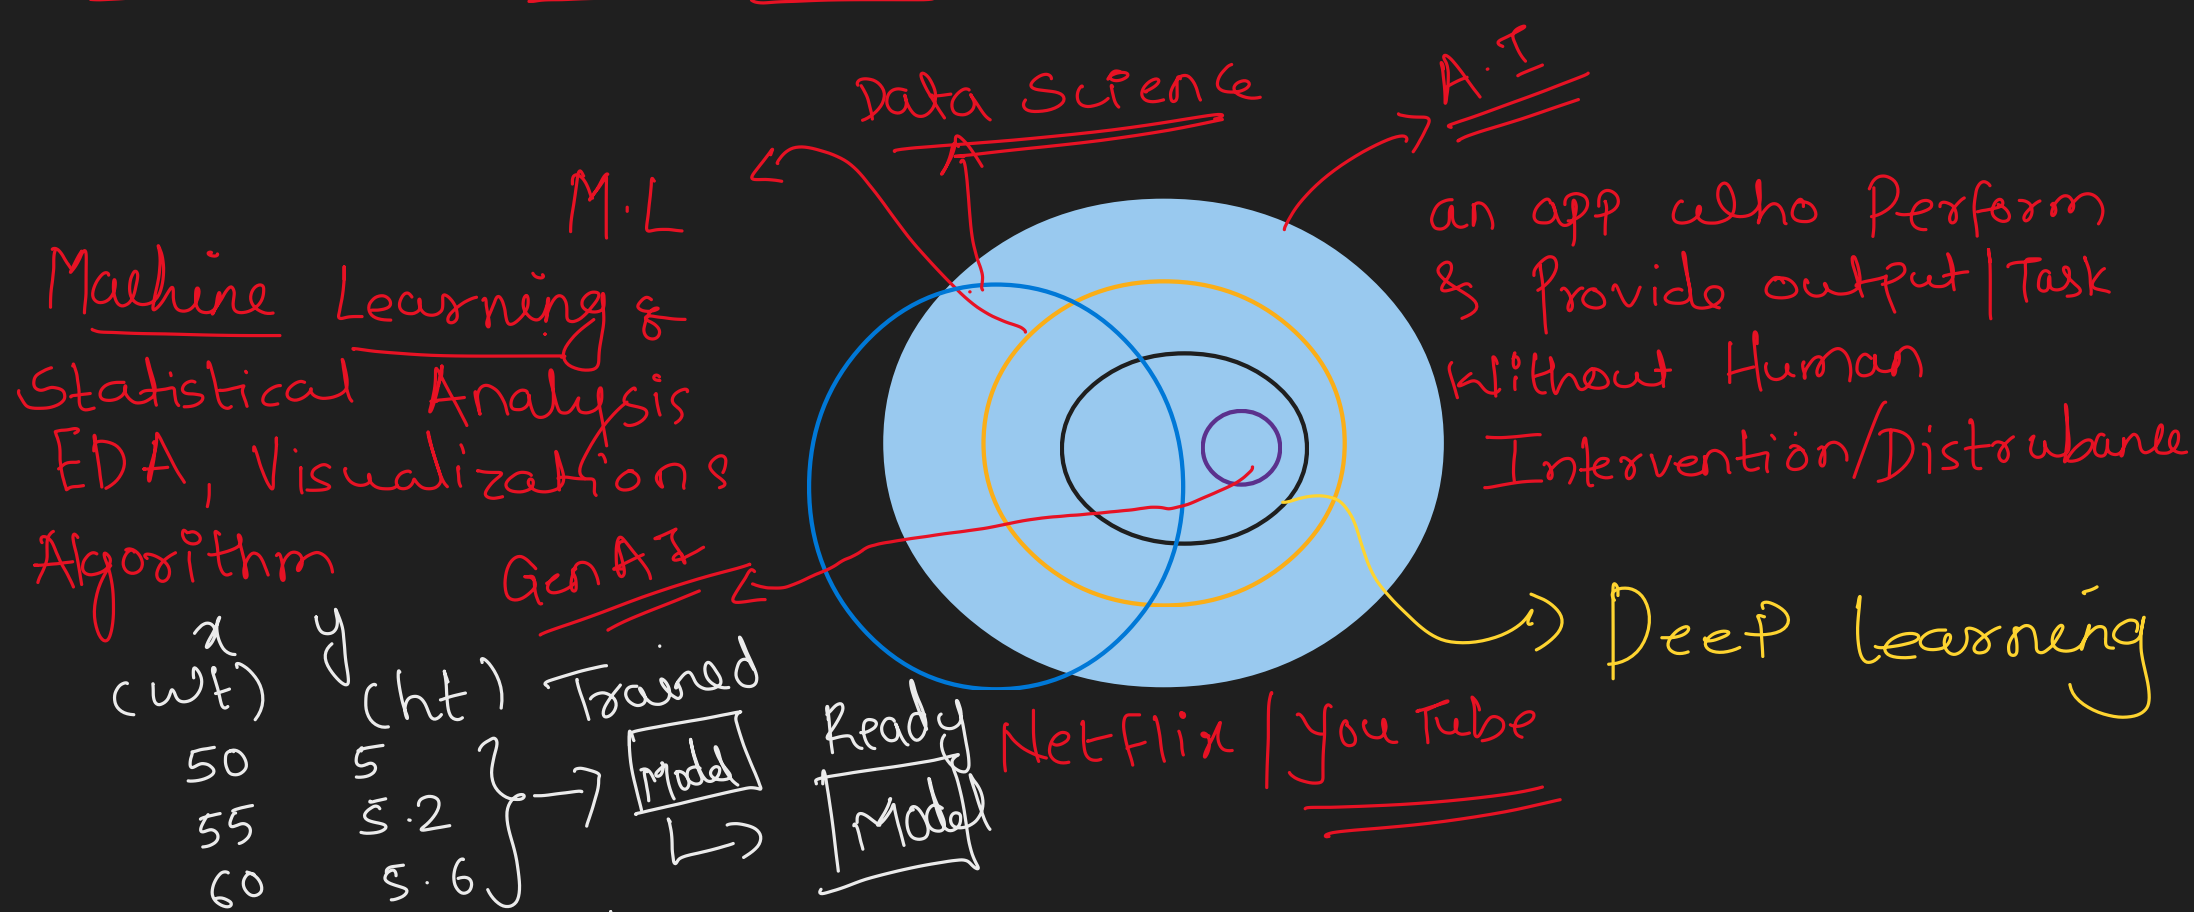 Data Science
A.I
M.L
an app who Perform
& Provide output/Task
Without Human
Intervention/Distrubance
Machine Learning &
Statistical Analysis
EDA, Visualizations
Algorithm
GenAI
Deep Learning
Netflix / YouTube
x y
(wt) (ht)
50 5
55 5.2
60 5.6
Trained
Model
Ready
Model